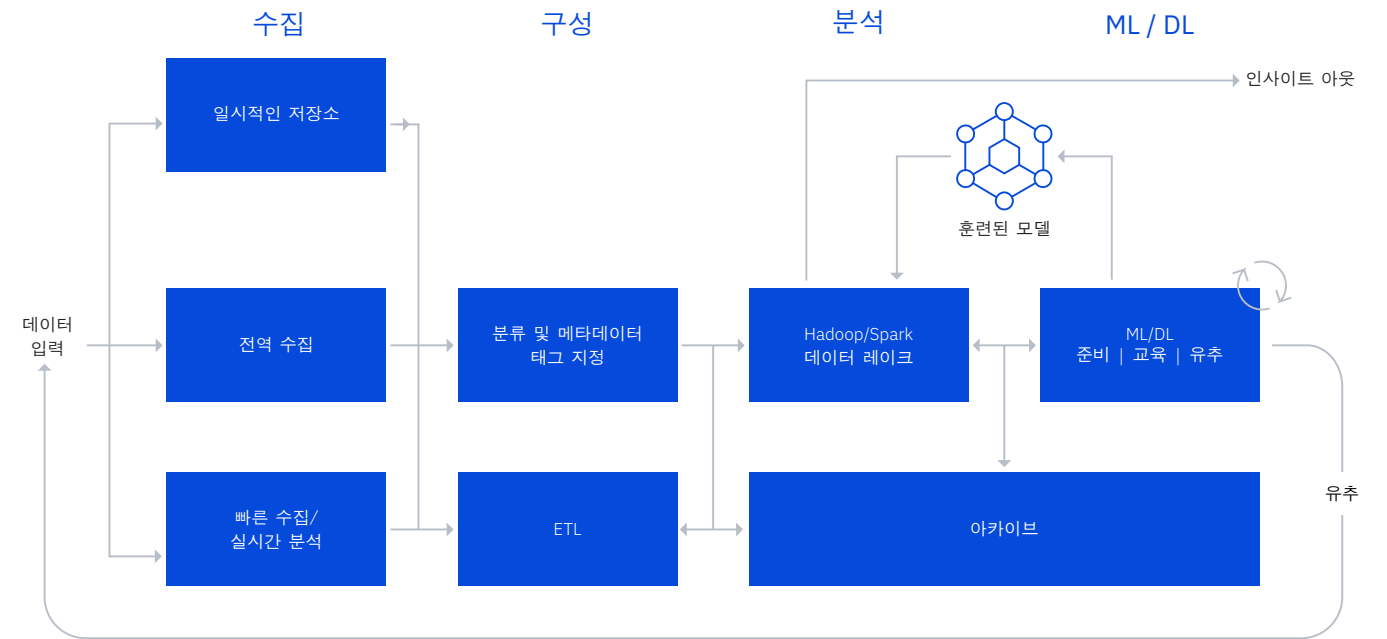 수집
구성
분석
ML / DL
인사이트 아웃
일시적인 저장소
훈련된 모델
데이터
입력
전역 수집
분류 및 메타데이터
태그 지정
Hadoop/Spark
데이터 레이크
ML/DL
준비 | 교육 | 유추
빠른 수집/
실시간 분석
ETL
아카이브
유추